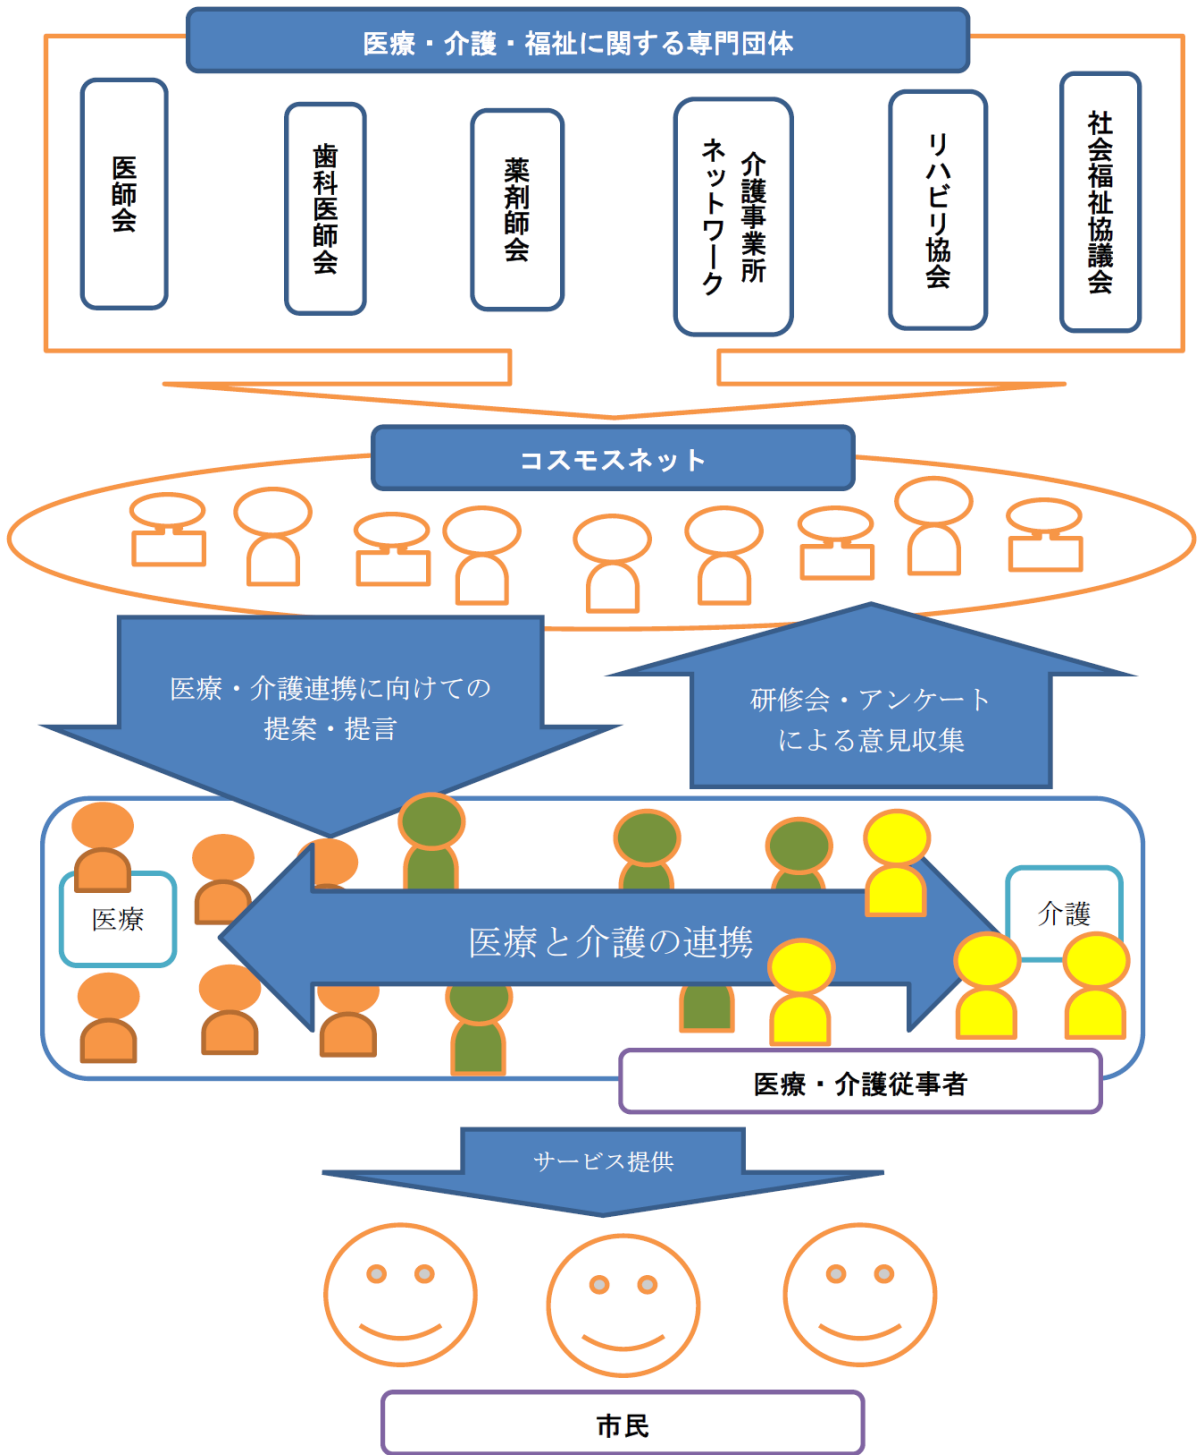 医療・介護・福祉に関する専門団体
医師会
歯科医師会
薬剤師会
介護事業所
ネットワーク
リハビリ協会
社会福祉協議会
コスモスネット
医療・介護連携に向けての
提案・提言
研修会・アンケート
による意見収集
医療
医療と介護の連携
介護
医療・介護従事者
サービス提供
市民